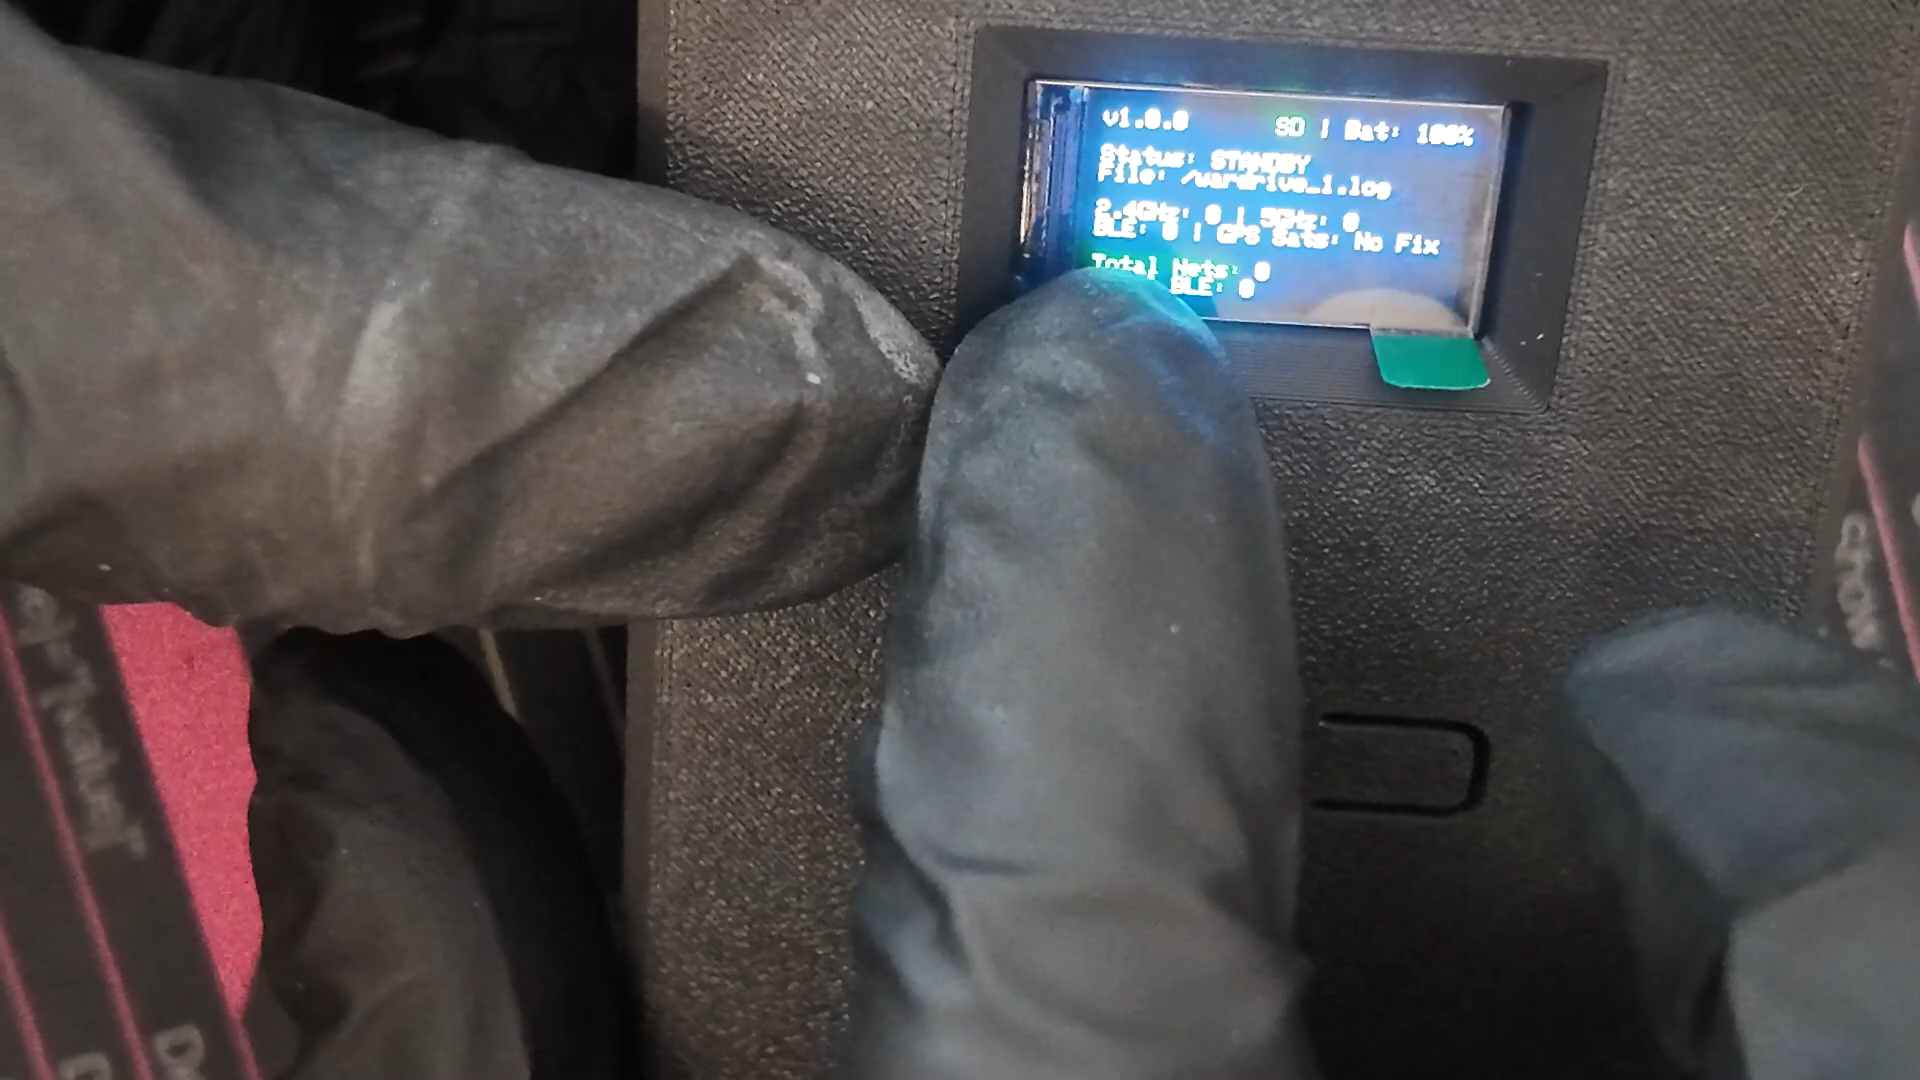 v1.0.0 SD | Bat: 100%
Status: STANDBY
File: /wardrive_1.log
2.4GHz: 0 | 5GHz: 0
BLE: 0 | GPS Sats: No Fix
Total Nets: 0
BLE: 0